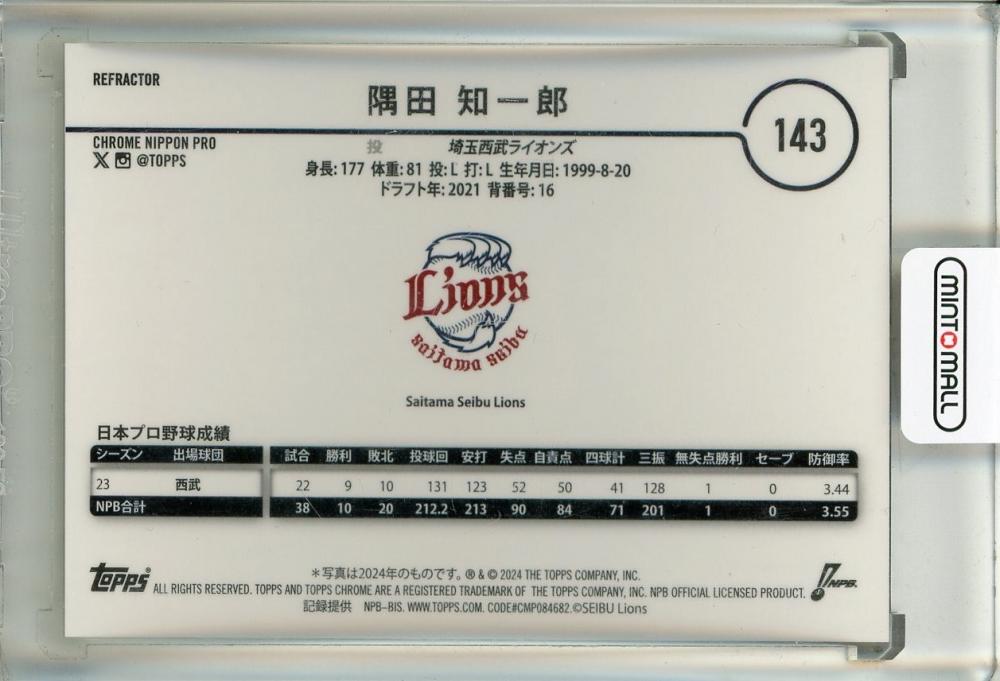 REFRACTOR
隅田 知一郎
143
CHROME NIPPON PRO
@TOPPS
投 埼玉西武ライオンズ
身長: 177 体重: 81 投: L 打: L 生年月日: 1999-8-20
ドラフト年: 2021 背番号: 16
Lions
saitama seibu
Saitama Seibu Lions
MINT MALL
日本プロ野球成績
シーズン 出場球団 試合 勝利 敗北 投球回 安打 失点 自責点 四球計 三振 無失点勝利 セーブ 防御率
23 西武 22 9 10 131 123 52 50 41 128 1 0 3.44
NPB合計 38 10 20 212.2 213 90 84 71 201 1 0 3.55
topps
*写真は2024年のものです。® & © 2024 THE TOPPS COMPANY, INC.
ALL RIGHTS RESERVED. TOPPS AND TOPPS CHROME ARE A REGISTERED TRADEMARK OF THE TOPPS COMPANY, INC. NPB OFFICIAL LICENSED PRODUCT.
NPB.
記録提供 NPB-BIS. WWW.TOPPS.COM. CODE#CMP084682.©SEIBU Lions